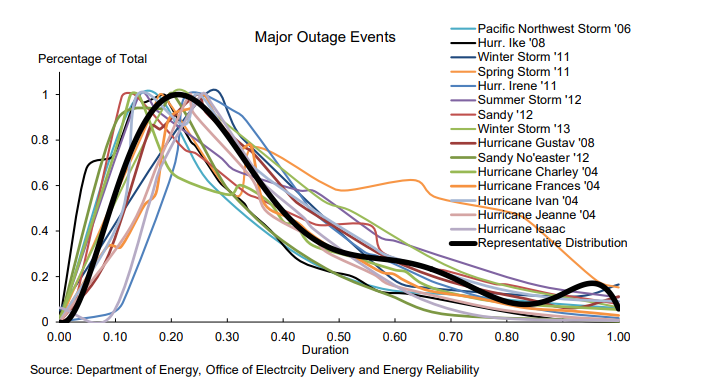 Major Outage Events
Percentage of Total
Pacific Northwest Storm '06
Hurr. Ike '08
Winter Storm '11
Spring Storm '11
Hurr. Irene '11
Summer Storm '12
Sandy '12
Winter Storm '13
Hurricane Gustav '08
Sandy No'easter '12
Hurricane Charley '04
Hurricane Frances '04
Hurricane Ivan '04
Hurricane Jeanne '04
Hurricane Isaac
Representative Distribution
1
0.8
0.6
0.4
0.2
0
0.00 0.10 0.20 0.30 0.40 0.50 0.60 0.70 0.80 0.90 1.00
Duration
Source: Department of Energy, Office of Electrcity Delivery and Energy Reliability